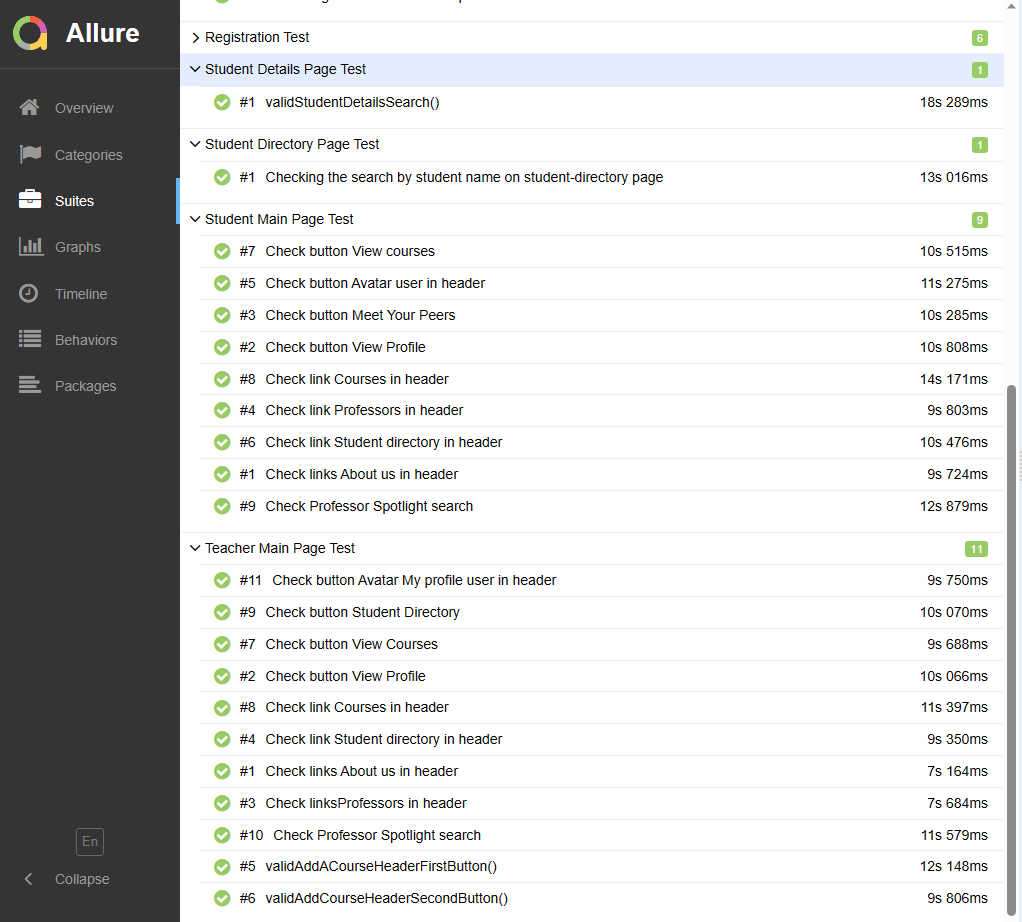 Allure
Overview
Categories
Suites
Graphs
Timeline
Behaviors
Packages
En
Collapse
Registration Test 6
Student Details Page Test 1
#1 validStudentDetailsSearch() 18s 289ms
Student Directory Page Test 1
#1 Checking the search by student name on student-directory page 13s 016ms
Student Main Page Test 9
#7 Check button View courses 10s 515ms
#5 Check button Avatar user in header 11s 275ms
#3 Check button Meet Your Peers 10s 285ms
#2 Check button View Profile 10s 808ms
#8 Check link Courses in header 14s 171ms
#4 Check link Professors in header 9s 803ms
#6 Check link Student directory in header 10s 476ms
#1 Check links About us in header 9s 724ms
#9 Check Professor Spotlight search 12s 879ms
Teacher Main Page Test 11
#11 Check button Avatar My profile user in header 9s 750ms
#9 Check button Student Directory 10s 070ms
#7 Check button View Courses 9s 688ms
#2 Check button View Profile 10s 066ms
#8 Check link Courses in header 11s 397ms
#4 Check link Student directory in header 9s 350ms
#1 Check links About us in header 7s 164ms
#3 Check linksProfessors in header 7s 684ms
#10 Check Professor Spotlight search 11s 579ms
#5 validAddACourseHeaderFirstButton() 12s 148ms
#6 validAddCourseHeaderSecondButton() 9s 806ms